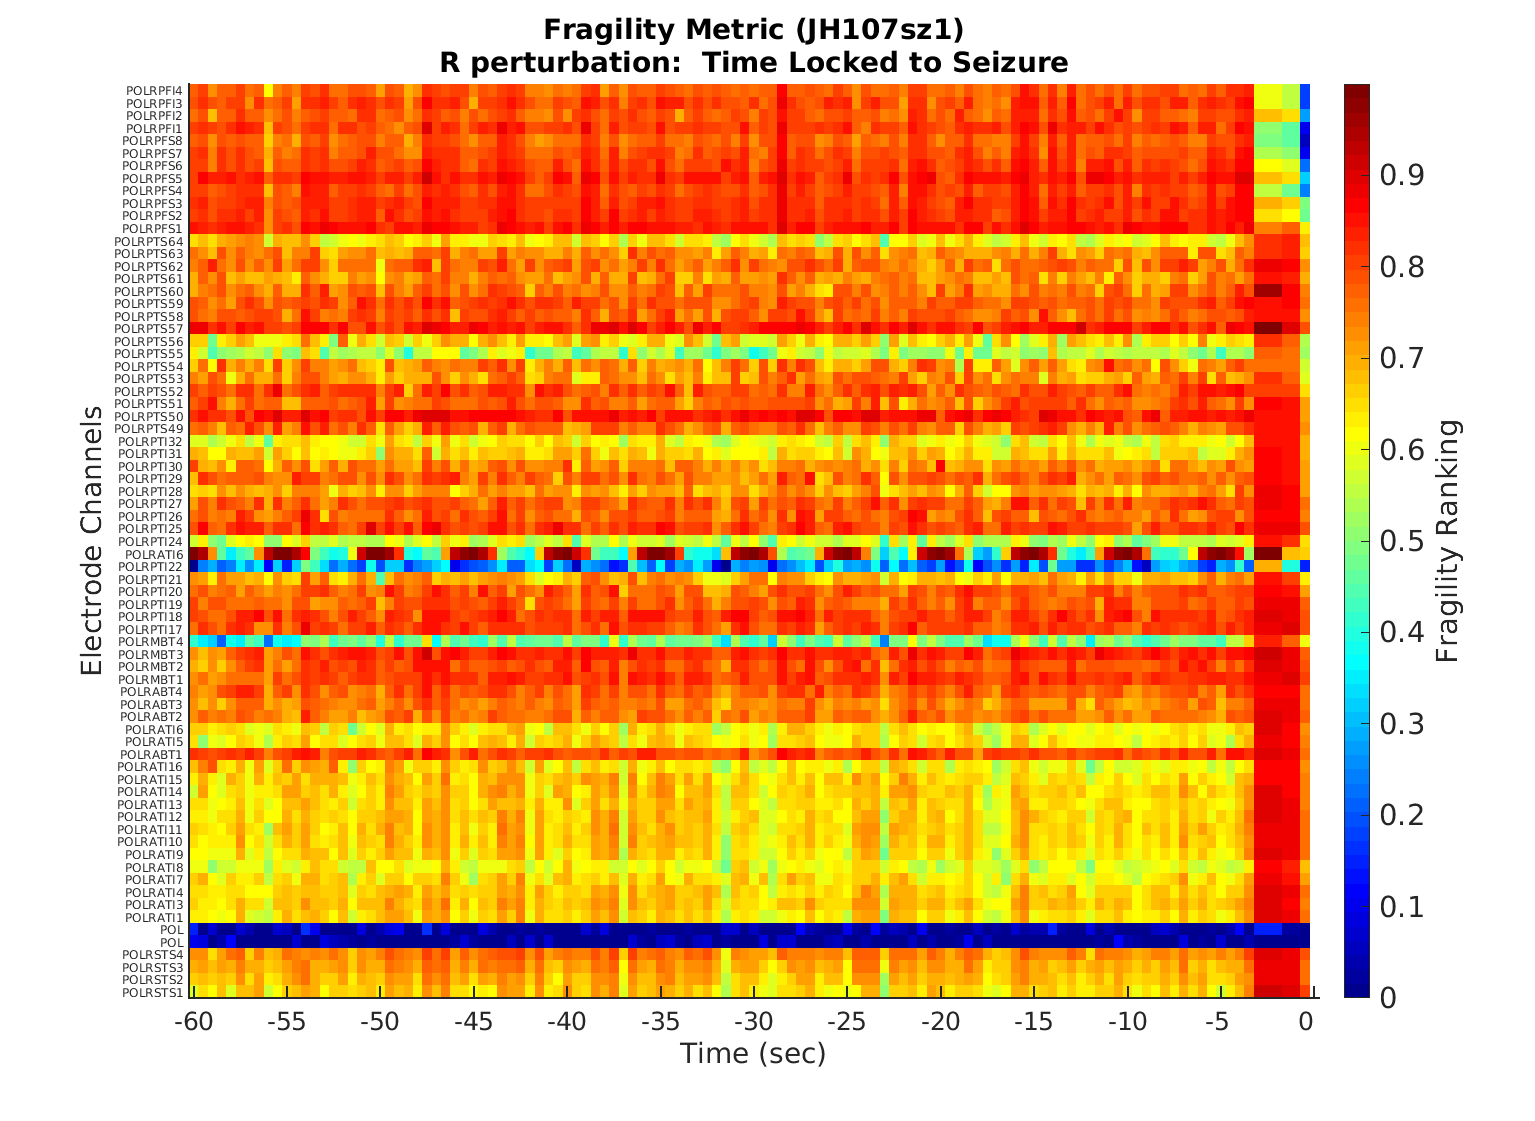 Fragility Metric (JH107sz1)
R perturbation:  Time Locked to Seizure
Electrode Channels
POLRPFI4
POLRPFI3
POLRPFI2
POLRPFI1
POLRPFS8
POLRPFS7
POLRPFS6
POLRPFS5
POLRPFS4
POLRPFS3
POLRPFS2
POLRPFS1
POLRPTS64
POLRPTS63
POLRPTS62
POLRPTS61
POLRPTS60
POLRPTS59
POLRPTS58
POLRPTS57
POLRPTS56
POLRPTS55
POLRPTS54
POLRPTS53
POLRPTS52
POLRPTS51
POLRPTS50
POLRPTS49
POLRPTI32
POLRPTI31
POLRPTI30
POLRPTI29
POLRPTI28
POLRPTI27
POLRPTI26
POLRPTI25
POLRPTI24
POLRATI6
POLRPTI22
POLRPTI21
POLRPTI20
POLRPTI19
POLRPTI18
POLRPTI17
POLRMBT4
POLRMBT3
POLRMBT2
POLRMBT1
POLRABT4
POLRABT3
POLRABT2
POLRATI6
POLRATI5
POLRABT1
POLRATI16
POLRATI15
POLRATI14
POLRATI13
POLRATI12
POLRATI11
POLRATI10
POLRATI9
POLRATI8
POLRATI7
POLRATI4
POLRATI3
POLRATI1
POL
POL
POLRSTS4
POLRSTS3
POLRSTS2
POLRSTS1
-60 -55 -50 -45 -40 -35 -30 -25 -20 -15 -10 -5 0
Time (sec)
0.9
0.8
0.7
0.6
0.5
0.4
0.3
0.2
0.1
0
Fragility Ranking